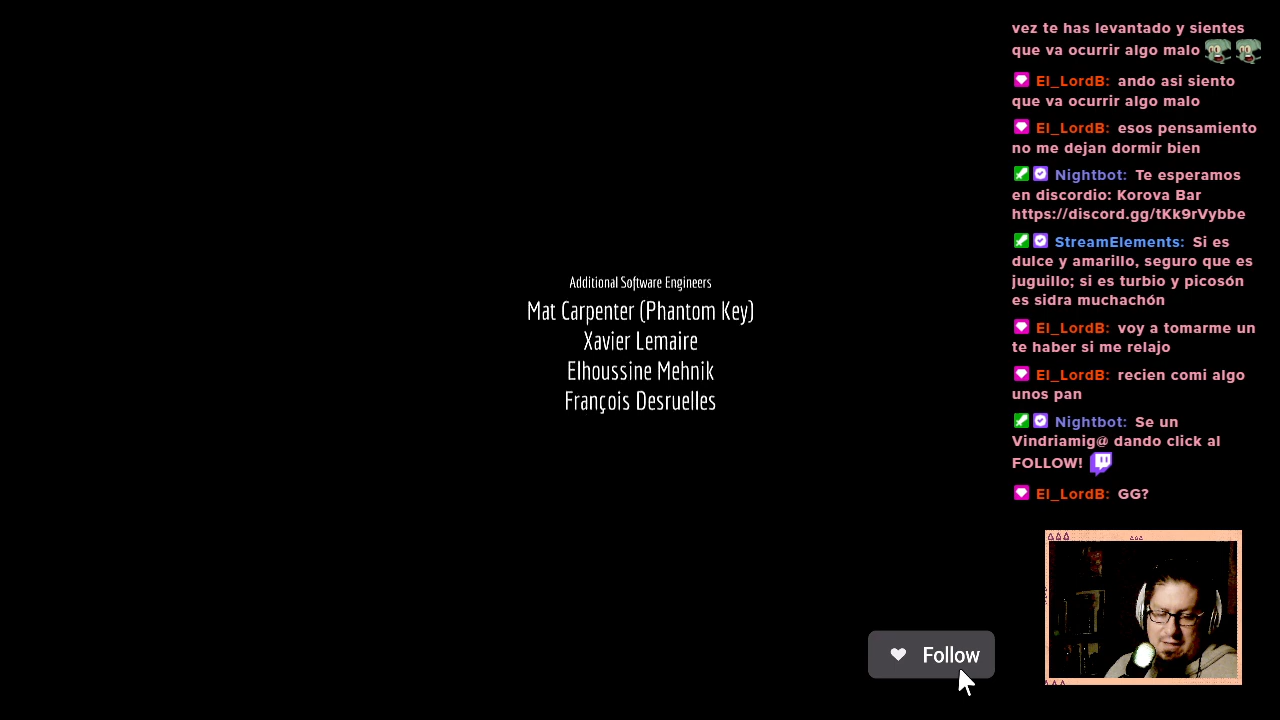 Additional Software Engineers
Mat Carpenter (Phantom Key)
Xavier Lemaire
Elhoussine Mehnik
François Desruelles
vez te has levantado y sientes
que va ocurrir algo malo
El_LordB: ando asi siento
que va ocurrir algo malo
El_LordB: esos pensamiento
no me dejan dormir bien
Nightbot: Te esperamos
en discordio: Korova Bar
https://discord.gg/tKk9rVybbe
StreamElements: Si es
dulce y amarillo, seguro que es
juguillo; si es turbio y picosón
es sidra muchachón
El_LordB: voy a tomarme un
te haber si me relajo
El_LordB: recien comi algo
unos pan
Nightbot: Se un
Vindriamig@ dando click al
FOLLOW!
El_LordB: GG?
Follow